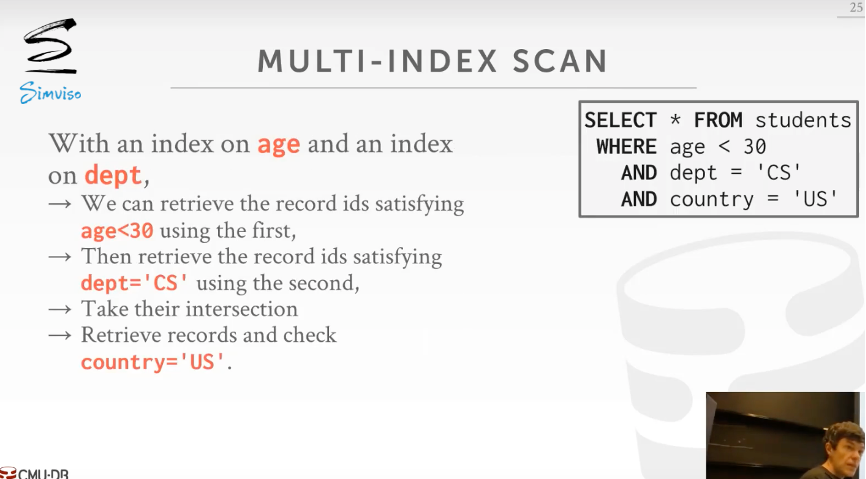 25
Simviso
MULTI-INDEX SCAN
With an index on age and an index
on dept,
→ We can retrieve the record ids satisfying
age<30 using the first,
→ Then retrieve the record ids satisfying
dept='CS' using the second,
→ Take their intersection
→ Retrieve records and check
country='US'.
SELECT * FROM students
WHERE age < 30
AND dept = 'CS'
AND country = 'US'
CMU·DB